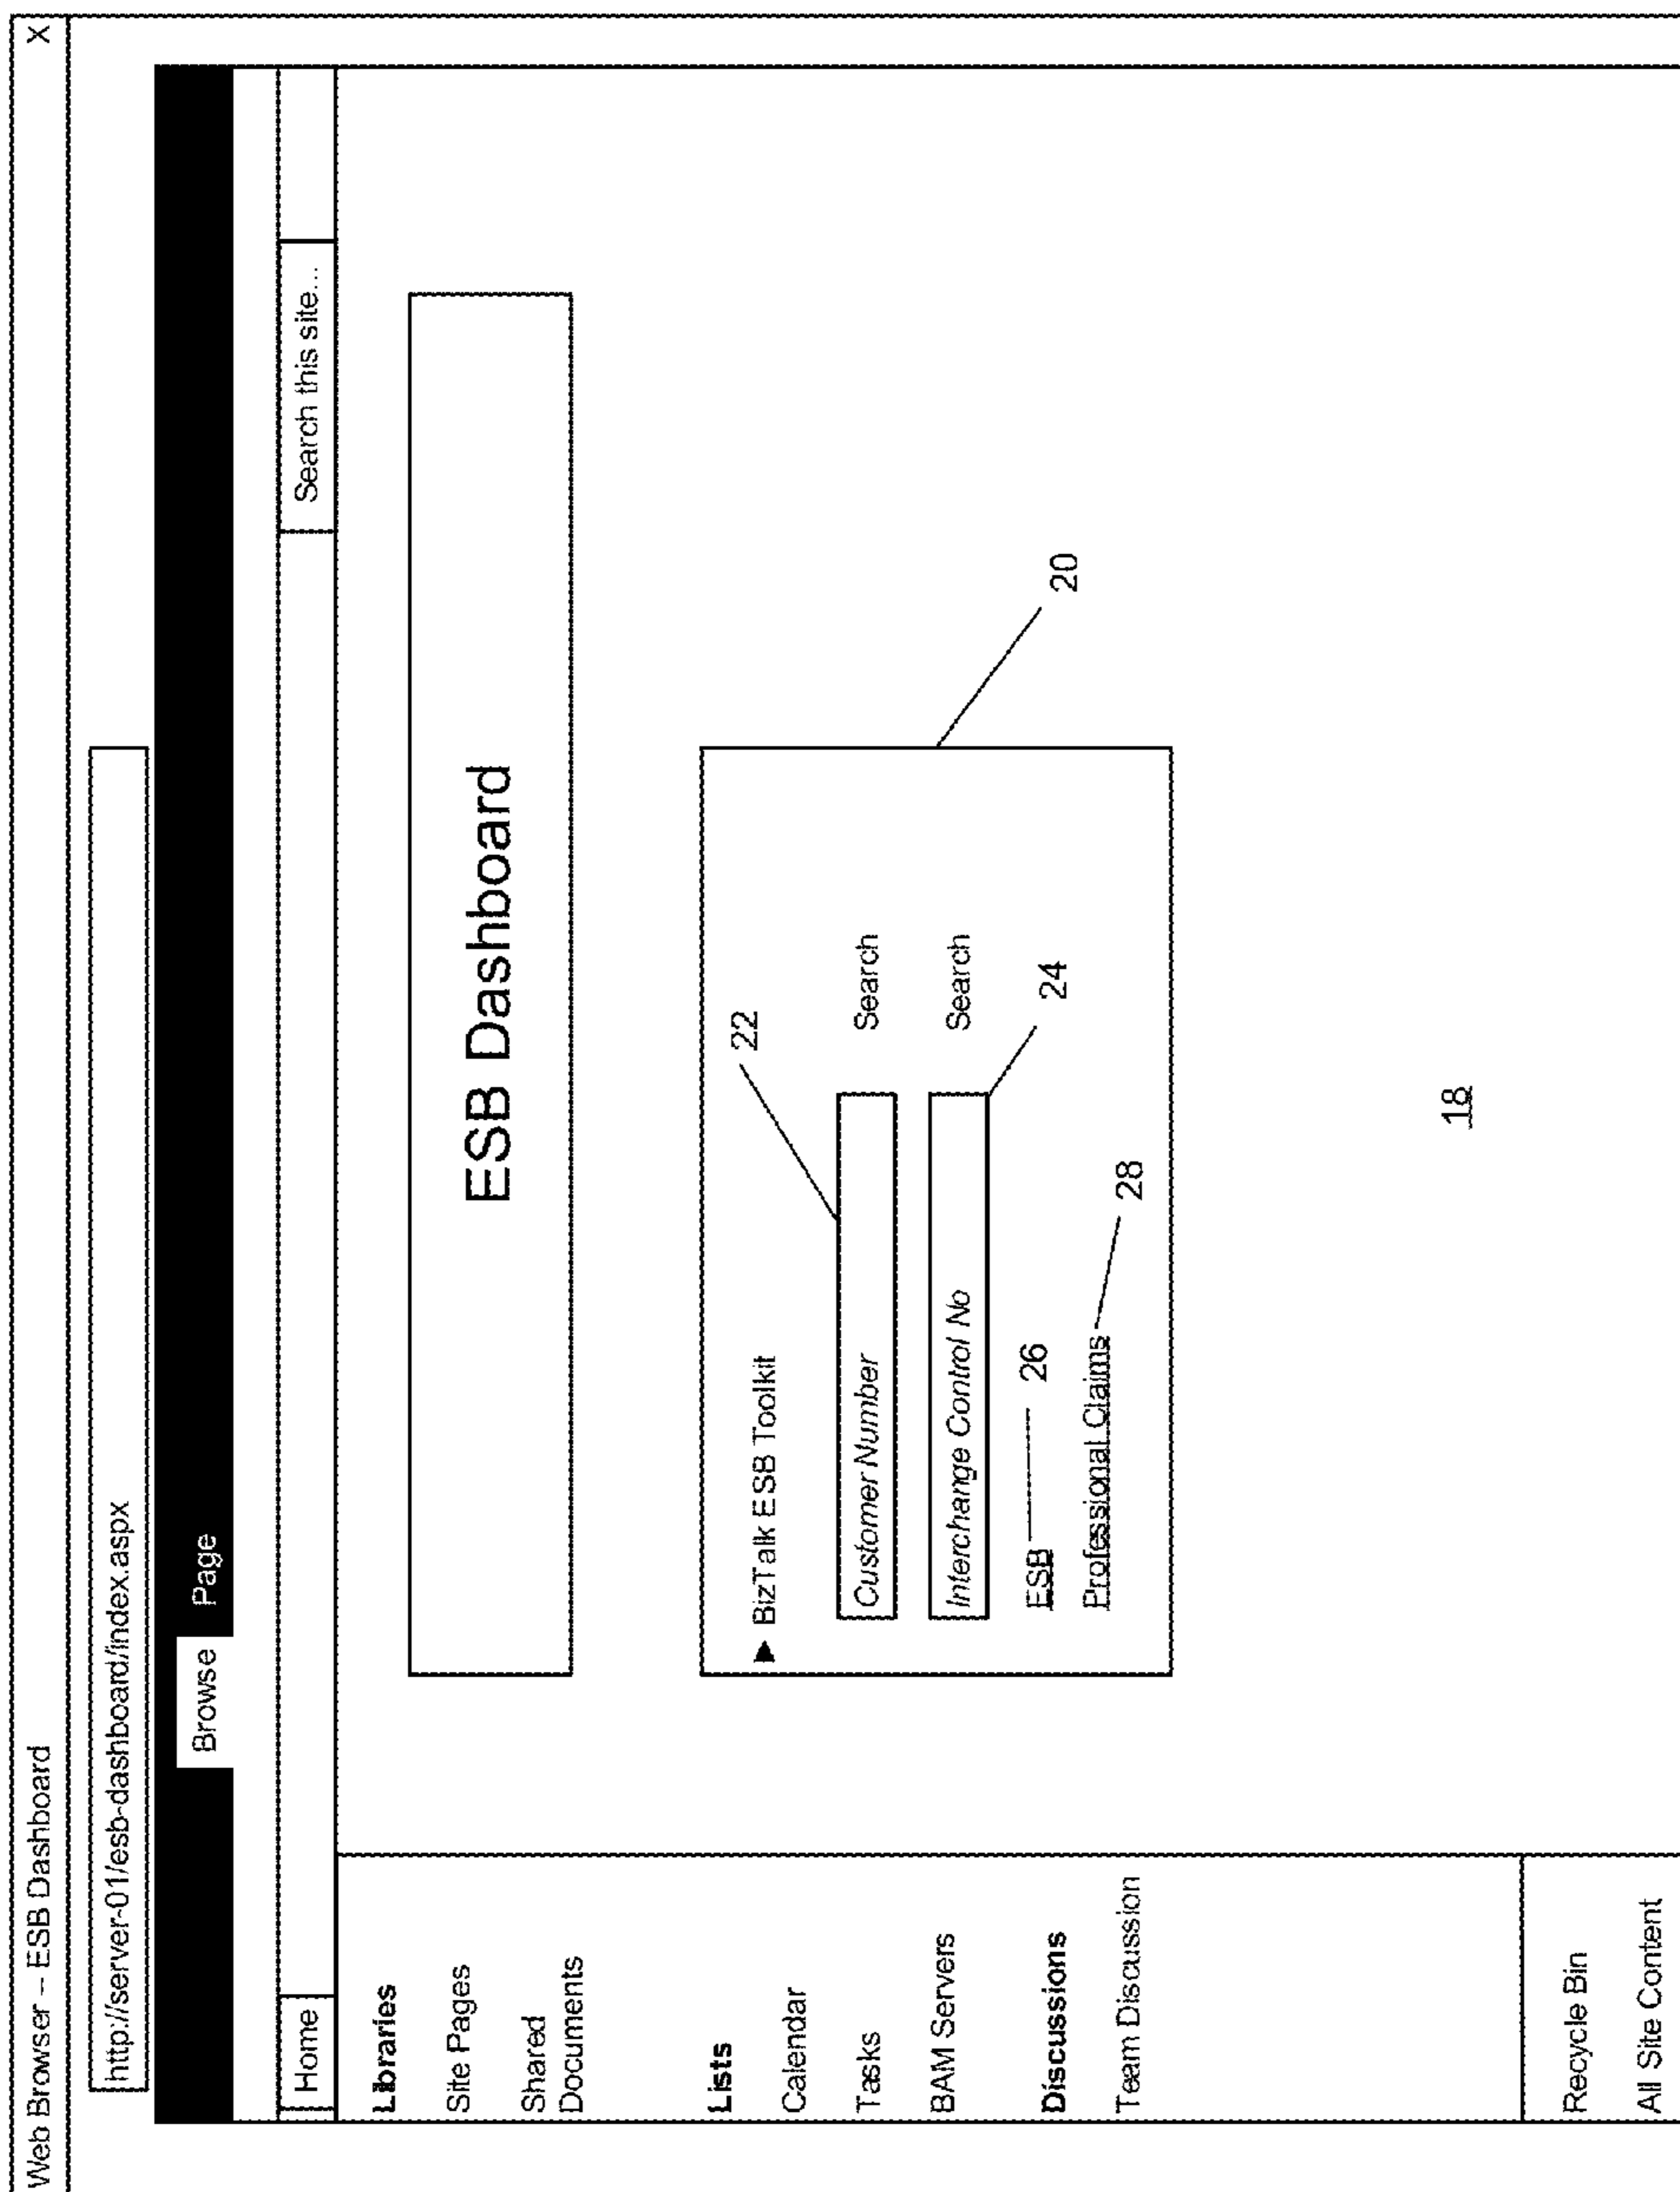 Web Browser – ESB Dashboard X
http://server-01/esb-dashboard/index.aspx
Browse Page
Home Search this site...
Libraries
Site Pages
Shared
Documents
Lists
Calendar
Tasks
BAM Servers
Discussions
Team Discussion
Recycle Bin
All Site Content
ESB Dashboard
▶ BizTalk ESB Toolkit
22
Customer Number Search
Interchange Control No Search
24
ESB 26
Professional Claims 28
20
18